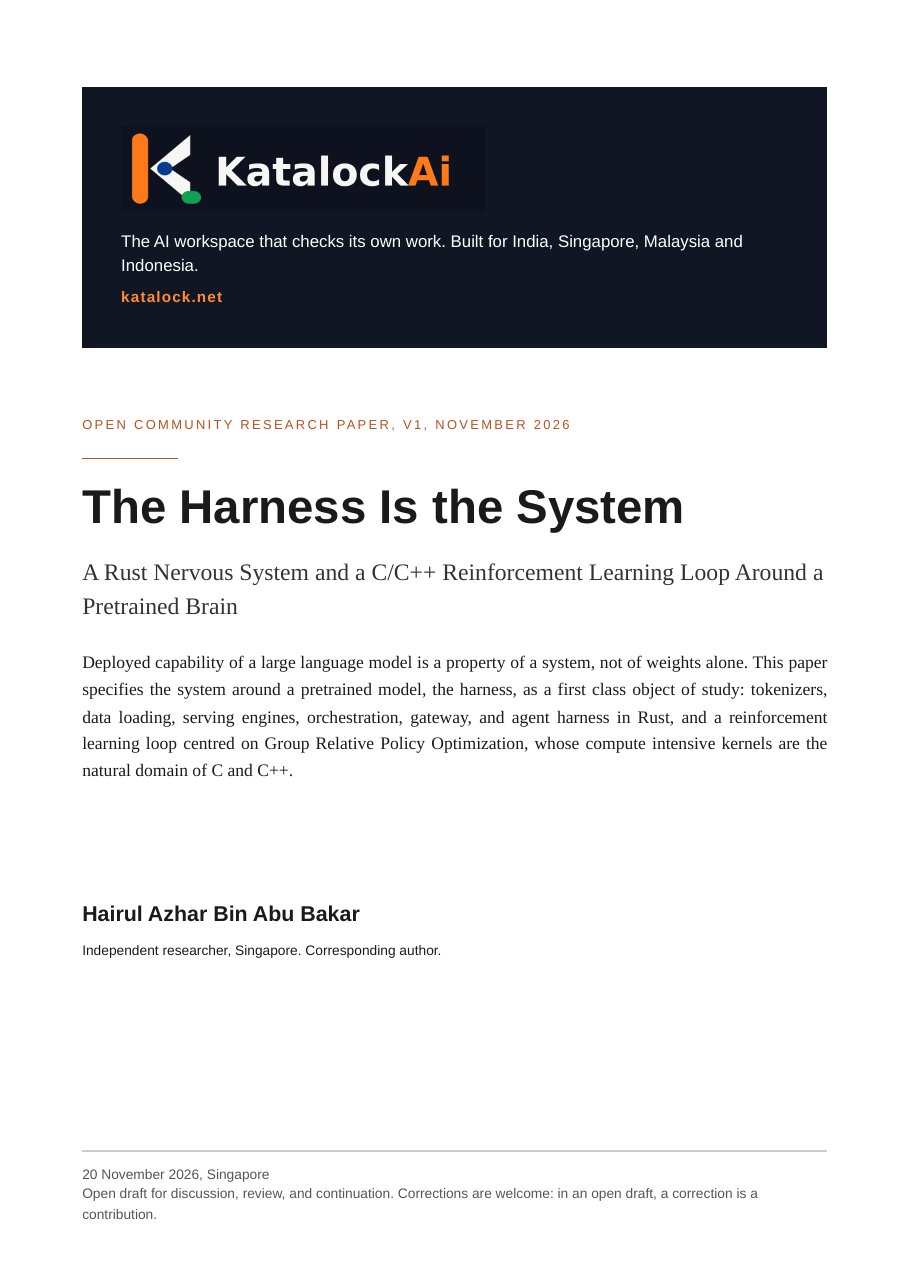 KatalockAi
The AI workspace that checks its own work. Built for India, Singapore, Malaysia and
Indonesia.
katalock.net
OPEN COMMUNITY RESEARCH PAPER, V1, NOVEMBER 2026
The Harness Is the System
A Rust Nervous System and a C/C++ Reinforcement Learning Loop Around a
Pretrained Brain
Deployed capability of a large language model is a property of a system, not of weights alone. This paper
specifies the system around a pretrained model, the harness, as a first class object of study: tokenizers,
data loading, serving engines, orchestration, gateway, and agent harness in Rust, and a reinforcement
learning loop centred on Group Relative Policy Optimization, whose compute intensive kernels are the
natural domain of C and C++.
Hairul Azhar Bin Abu Bakar
Independent researcher, Singapore. Corresponding author.
20 November 2026, Singapore
Open draft for discussion, review, and continuation. Corrections are welcome: in an open draft, a correction is a
contribution.